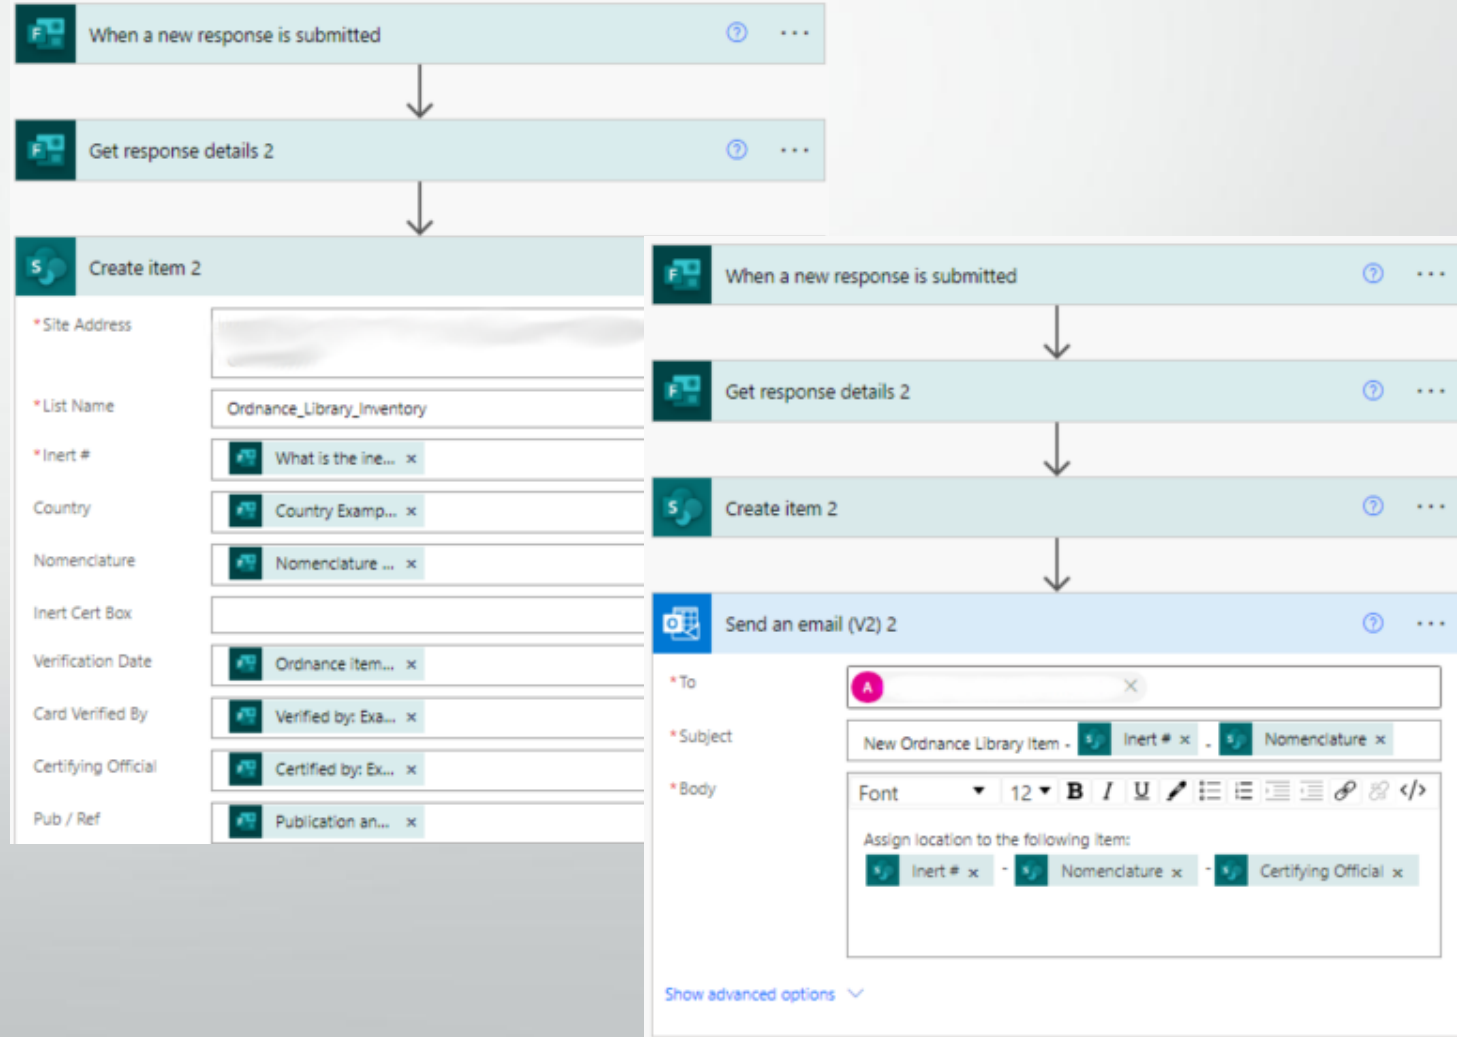 When a new response is submitted
Get response details 2
Create item 2
*Site Address
*List Name Ordnance_Library_Inventory
*Inert # What is the ine... ×
Country Country Examp... ×
Nomenclature Nomenclature ... ×
Inert Cert Box
Verification Date Ordnance item... ×
Card Verified By Verified by: Exa... ×
Certifying Official Certified by: Ex... ×
Pub / Ref Publication an... ×
When a new response is submitted
Get response details 2
Create item 2
Send an email (V2) 2
*To A ×
*Subject New Ordnance Library Item - Inert # × - Nomenclature ×
*Body Font 12 B I U </>
Assign location to the following item:
Inert # × - Nomenclature × - Certifying Official ×
Show advanced options